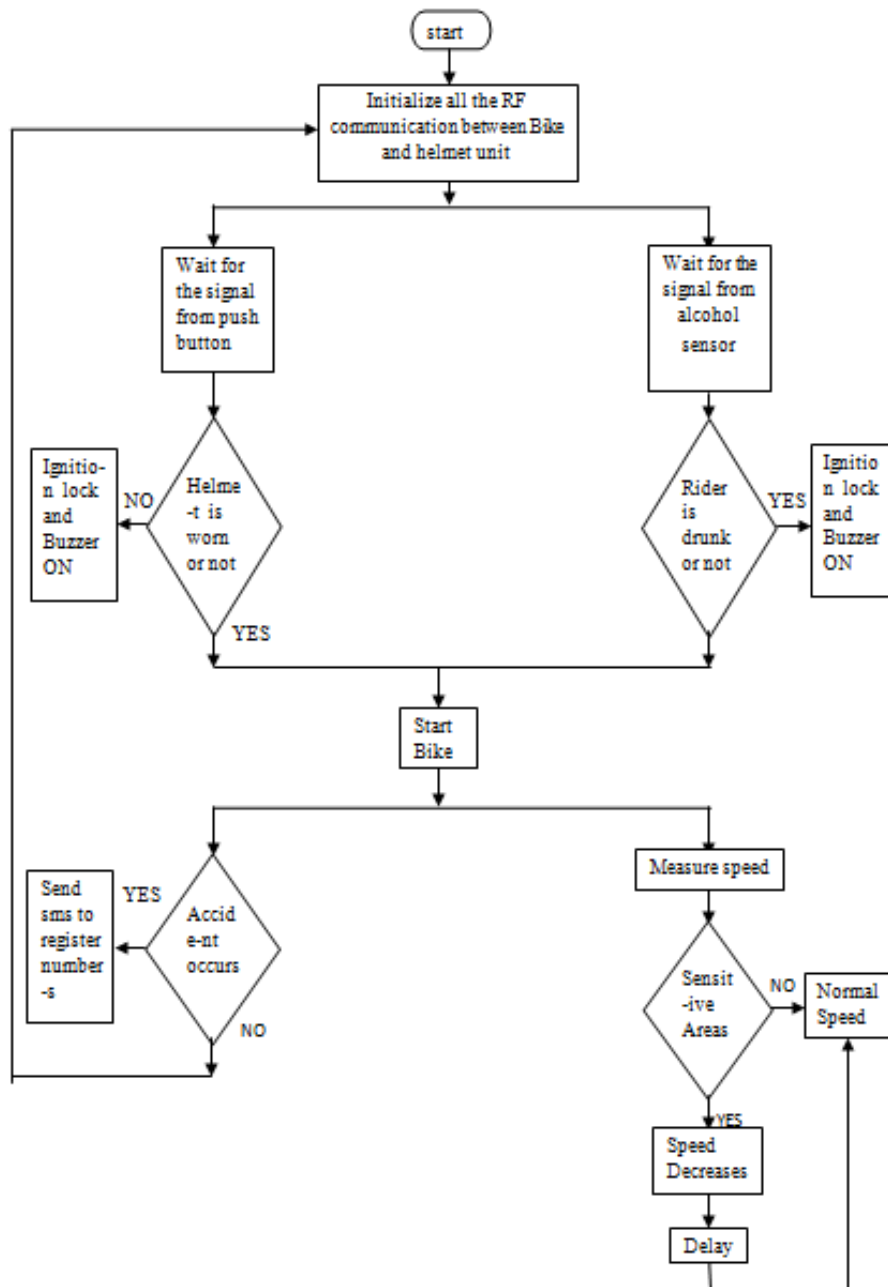 start
Initialize all the RF
communication between Bike
and helmet unit
Wait for
the signal
from push
button
Wait for the
signal from
alcohol
sensor
Ignitio-
n lock
and
Buzzer
ON
NO
Helme
-t is
worn
or not
YES
Rider
is
drunk
or not
YES
Ignitio
n lock
and
Buzzer
ON
Start
Bike
Send
sms to
register
number
-s
YES
Accid
e-nt
occurs
NO
Measure speed
Sensit
-ive
Areas
NO
Normal
Speed
YES
Speed
Decreases
Delay